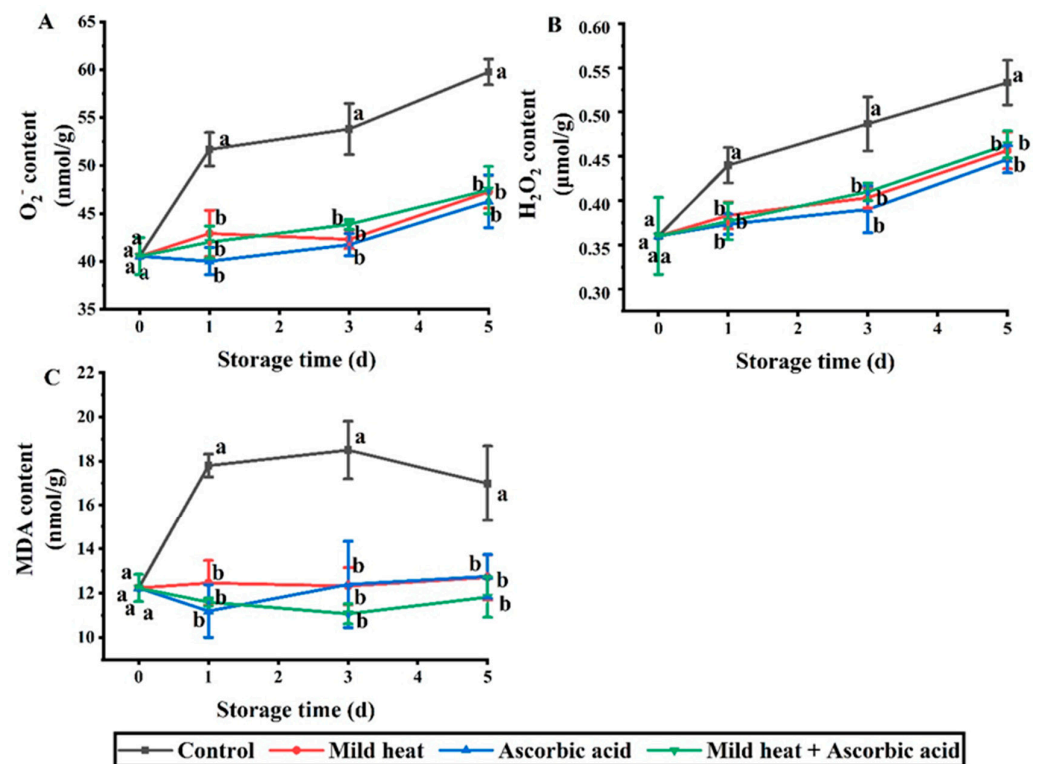 A
O₂⁻ content
(nmol/g)
65
60
55
50
45
40
35
a
a
a
a
a
b
b
b
a
b
b
b
a
b
b
b
0 1 2 3 4 5
Storage time (d)
B
H₂O₂ content
(μmol/g)
0.60
0.55
0.50
0.45
0.40
0.35
0.30
a
a
a
a
b
b
b
a
b
b
b
a
b
b
b
0 1 2 3 4 5
Storage time (d)
C
MDA content
(nmol/g)
22
20
18
16
14
12
10
a
a
a
a
a
b
b
b
a
b
b
b
a
b
b
b
0 1 2 3 4 5
Storage time (d)
Control Mild heat Ascorbic acid Mild heat + Ascorbic acid